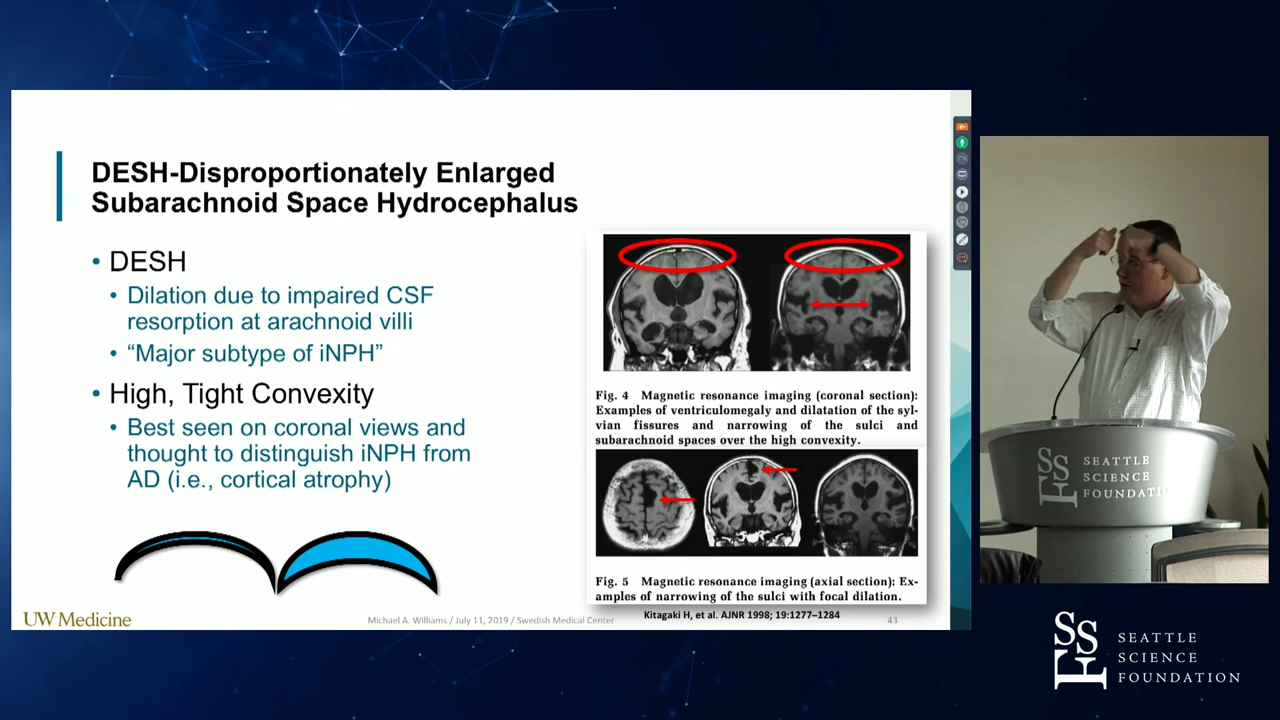 DESH-Disproportionately Enlarged
Subarachnoid Space Hydrocephalus
• DESH
• Dilation due to impaired CSF
resorption at arachnoid villi
• “Major subtype of iNPH”
• High, Tight Convexity
• Best seen on coronal views and
thought to distinguish iNPH from
AD (i.e., cortical atrophy)
Fig. 4 Magnetic resonance imaging (coronal section):
Examples of ventriculomegaly and dilatation of the syl-
vian fissures and narrowing of the sulci and
subarachnoid spaces over the high convexity.
Fig. 5 Magnetic resonance imaging (axial section): Ex-
amples of narrowing of the sulci with focal dilation.
Kitagaki H, et al. AJNR 1998; 19:1277–1284
UW Medicine
Michael A. Williams / July 11, 2019 / Swedish Medical Center
43
SSF
SEATTLE
SCIENCE
FOUNDATION
SSF
SEATTLE
SCIENCE
FOUNDATION